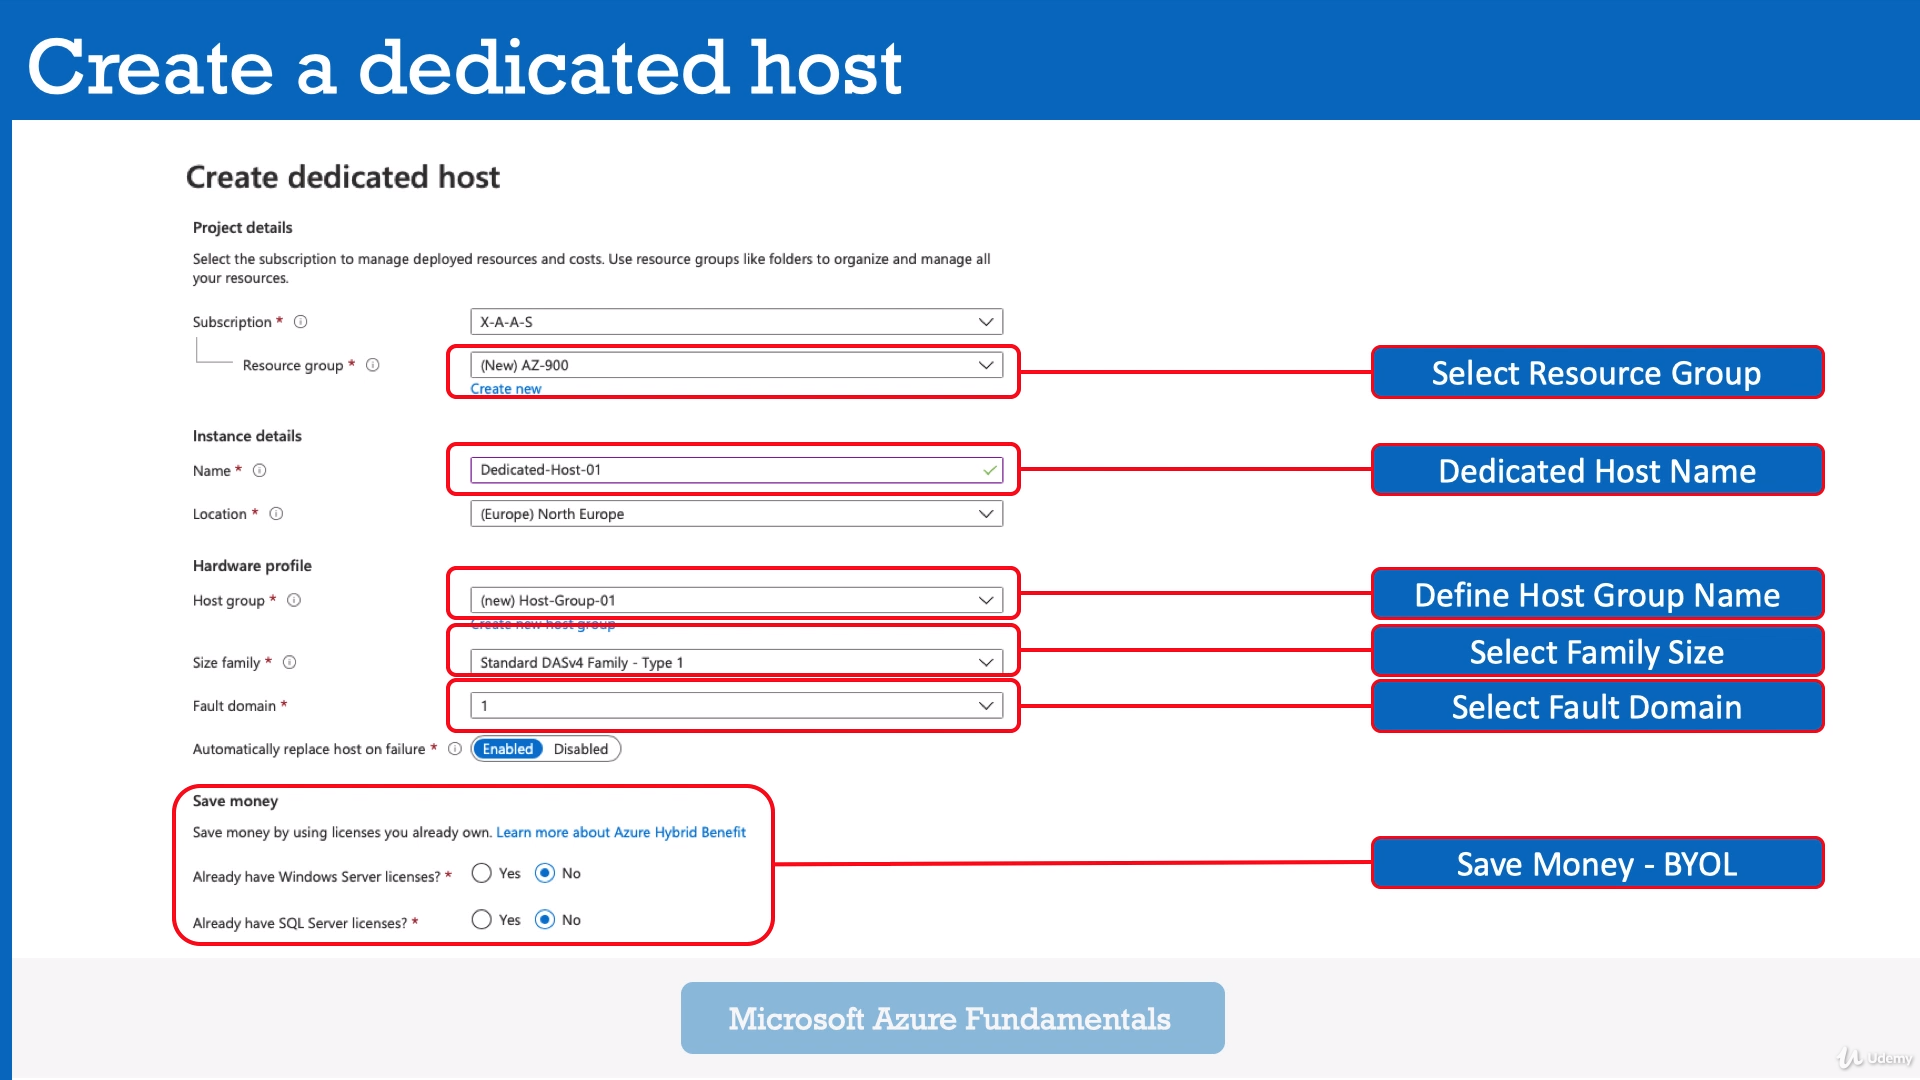 Create a dedicated host
Create dedicated host
Project details
Select the subscription to manage deployed resources and costs. Use resource groups like folders to organize and manage all
your resources.
Subscription *
X-A-A-S
Resource group *
(New) AZ-900
Create new
Select Resource Group
Instance details
Name *
Dedicated-Host-01
Dedicated Host Name
Location *
(Europe) North Europe
Hardware profile
Host group *
(new) Host-Group-01
Define Host Group Name
Create new host group
Size family *
Standard DASv4 Family - Type 1
Select Family Size
Fault domain *
1
Select Fault Domain
Automatically replace host on failure *
Enabled Disabled
Save money
Save money by using licenses you already own. Learn more about Azure Hybrid Benefit
Already have Windows Server licenses? *
Yes No
Save Money - BYOL
Already have SQL Server licenses? *
Yes No
Microsoft Azure Fundamentals
Udemy